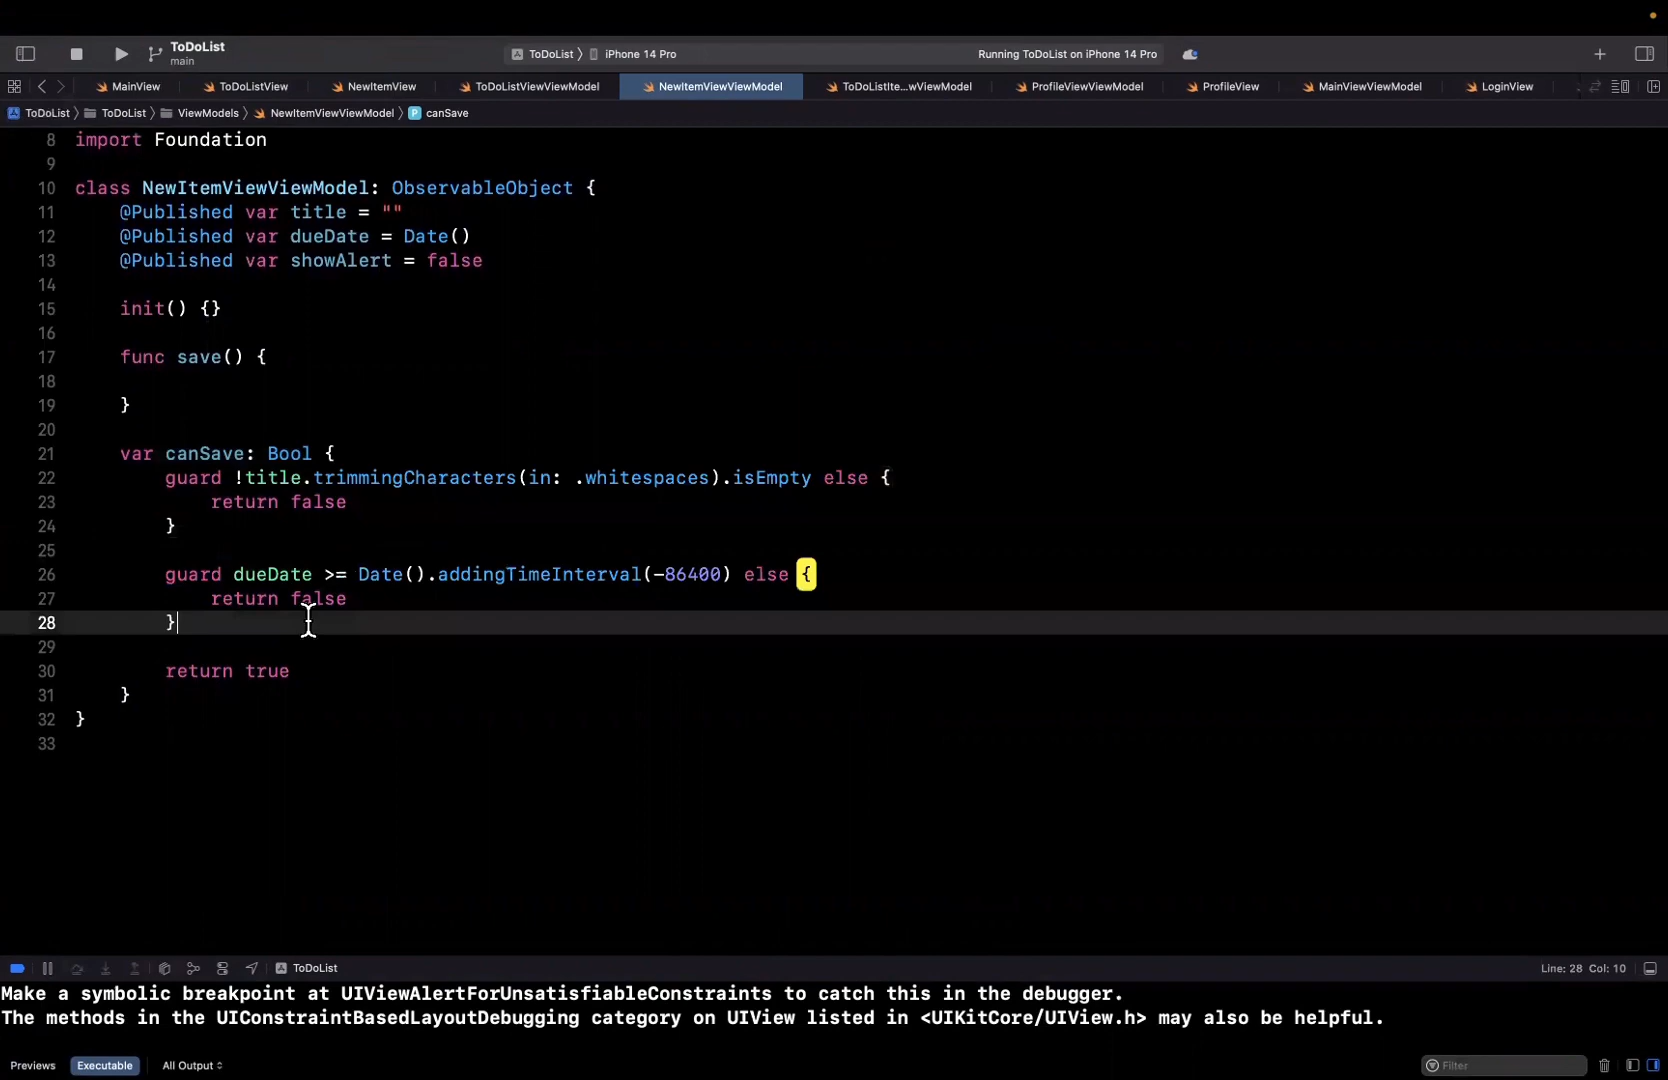 ToDoList
main
ToDoList 〉 iPhone 14 Pro
Running ToDoList on iPhone 14 Pro
MainView
ToDoListView
NewItemView
ToDoListViewViewModel
NewItemViewViewModel
ToDoListIte...wViewModel
ProfileViewViewModel
ProfileView
MainViewViewModel
LoginView
ToDoList 〉 ToDoList 〉 ViewModels 〉 NewItemViewViewModel 〉 P canSave
8 import Foundation
9
10 class NewItemViewViewModel: ObservableObject {
11 @Published var title = ""
12 @Published var dueDate = Date()
13 @Published var showAlert = false
14
15 init() {}
16
17 func save() {
18
19 }
20
21 var canSave: Bool {
22 guard !title.trimmingCharacters(in: .whitespaces).isEmpty else {
23 return false
24 }
25
26 guard dueDate >= Date().addingTimeInterval(-86400) else {
27 return false
28 }
29
30 return true
31 }
32 }
33
ToDoList
Line: 28 Col: 10
Make a symbolic breakpoint at UIViewAlertForUnsatisfiableConstraints to catch this in the debugger.
The methods in the UIConstraintBasedLayoutDebugging category on UIView listed in <UIKitCore/UIView.h> may also be helpful.
Previews
Executable
All Output
Filter